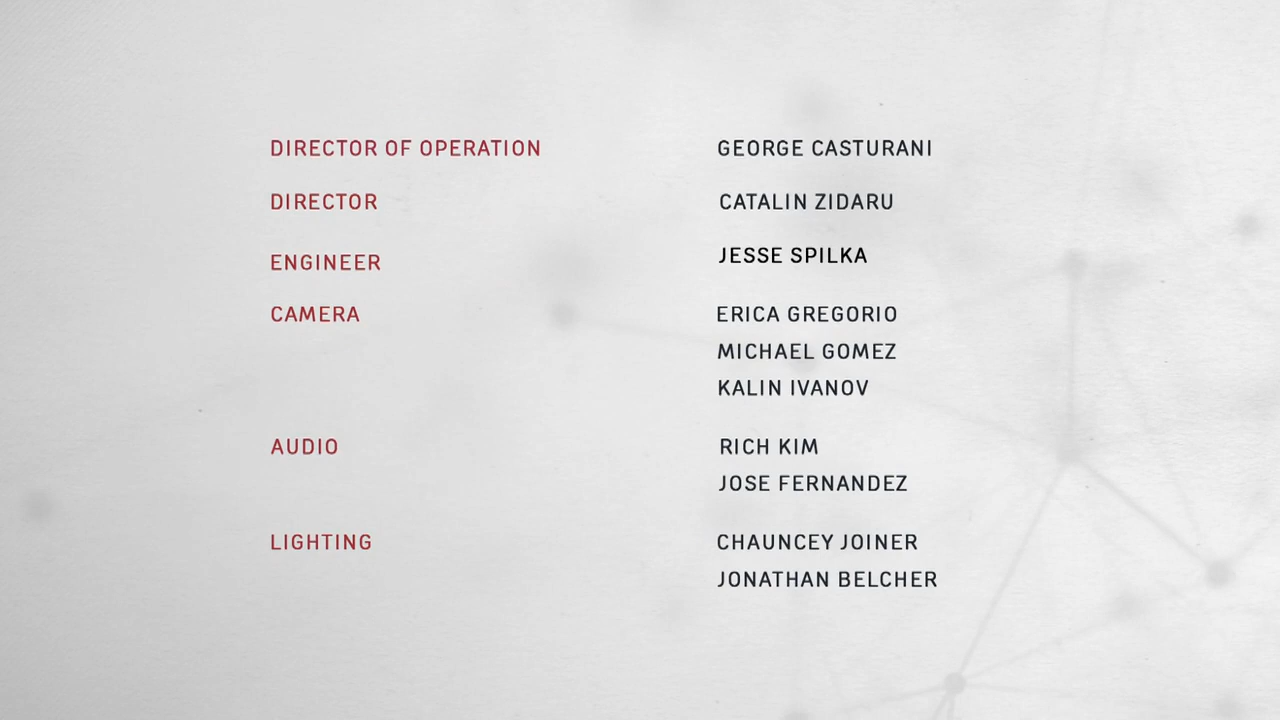 DIRECTOR OF OPERATION GEORGE CASTURANI
DIRECTOR CATALIN ZIDARU
ENGINEER JESSE SPILKA
CAMERA ERICA GREGORIO
MICHAEL GOMEZ
KALIN IVANOV
AUDIO RICH KIM
JOSE FERNANDEZ
LIGHTING CHAUNCEY JOINER
JONATHAN BELCHER